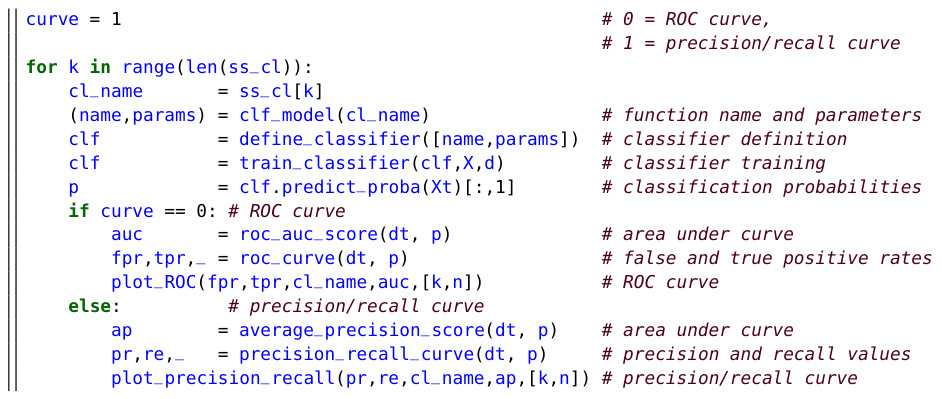 curve = 1 # 0 = ROC curve,
# 1 = precision/recall curve
for k in range(len(ss_cl)):
    cl_name = ss_cl[k]
    (name,params) = clf_model(cl_name) # function name and parameters
    clf = define_classifier([name,params]) # classifier definition
    clf = train_classifier(clf,X,d) # classifier training
    p = clf.predict_proba(Xt)[:,1] # classification probabilities
    if curve == 0: # ROC curve
        auc = roc_auc_score(dt, p) # area under curve
        fpr,tpr,_ = roc_curve(dt, p) # false and true positive rates
        plot_ROC(fpr,tpr,cl_name,auc,[k,n]) # ROC curve
    else: # precision/recall curve
        ap = average_precision_score(dt, p) # area under curve
        pr,re,_ = precision_recall_curve(dt, p) # precision and recall values
        plot_precision_recall(pr,re,cl_name,ap,[k,n]) # precision/recall curve